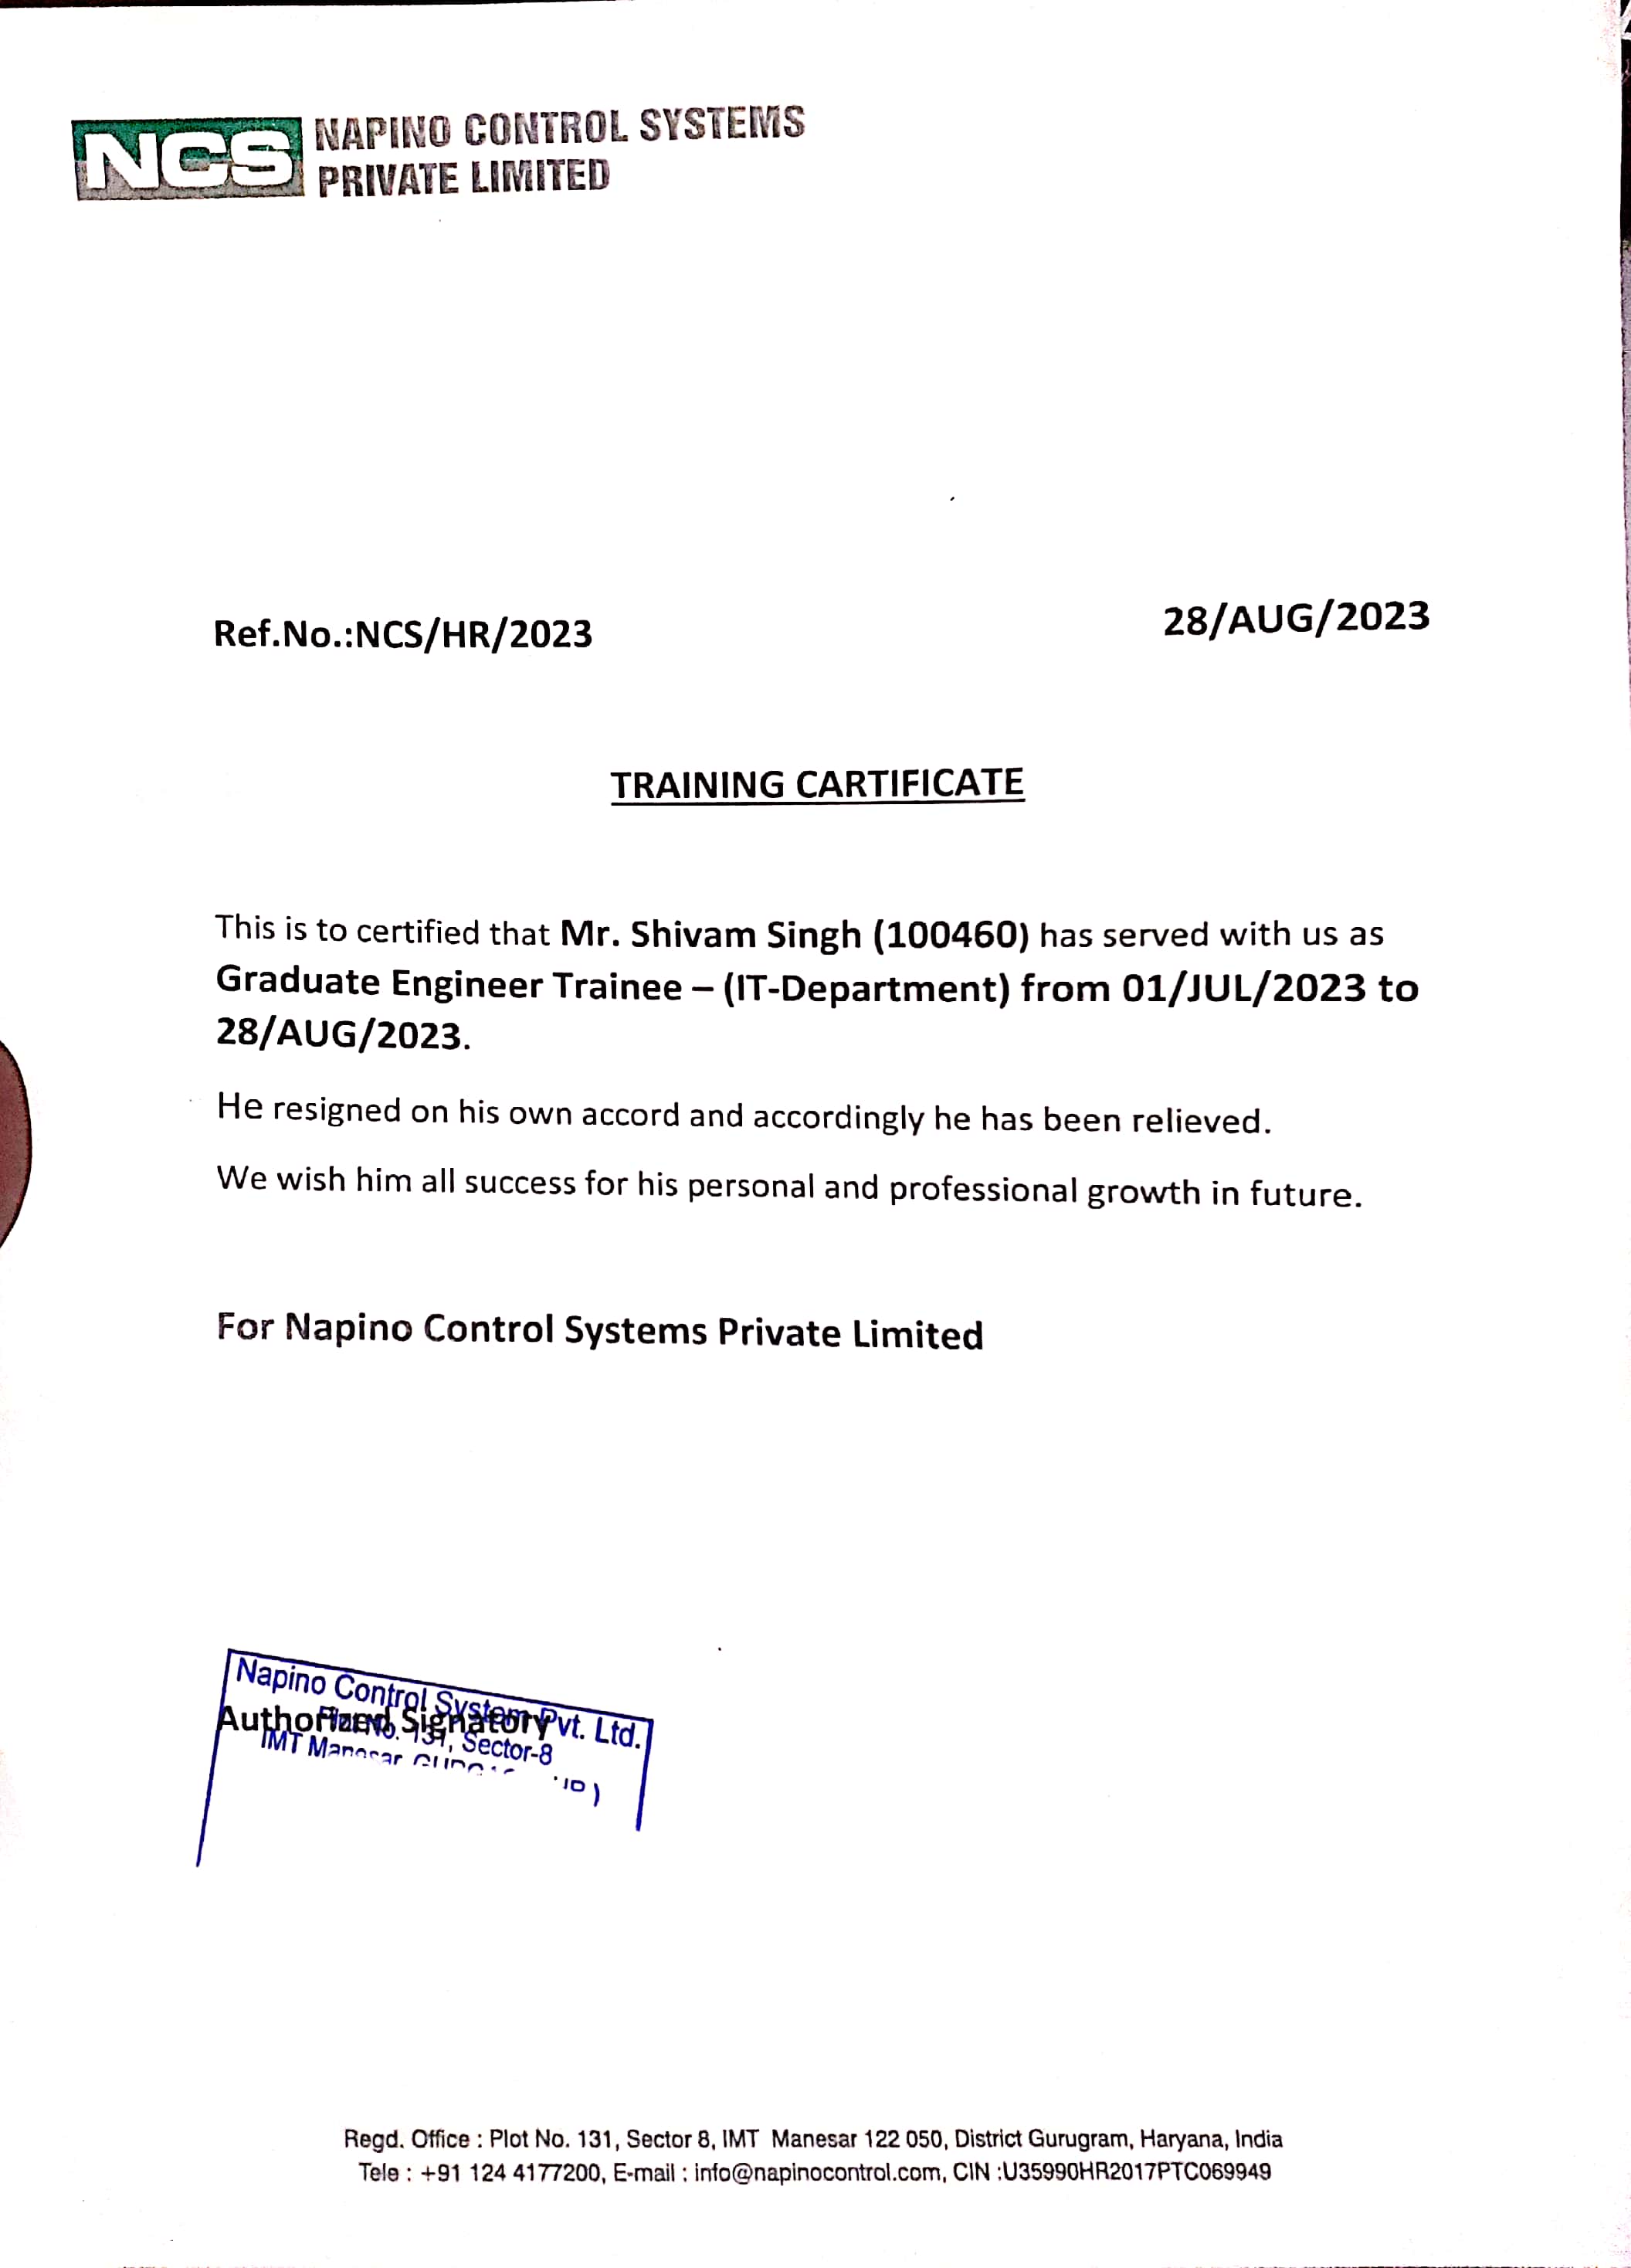 NCS NAPINO CONTROL SYSTEMS
PRIVATE LIMITED
Ref.No.:NCS/HR/2023 28/AUG/2023
TRAINING CARTIFICATE
This is to certified that Mr. Shivam Singh (100460) has served with us as
Graduate Engineer Trainee – (IT-Department) from 01/JUL/2023 to
28/AUG/2023.
He resigned on his own accord and accordingly he has been relieved.
We wish him all success for his personal and professional growth in future.
For Napino Control Systems Private Limited
Napino Control System Pvt. Ltd.
Authorized Signatory
No. 131, Sector-8
IMT Manesar
Regd. Office : Plot No. 131, Sector 8, IMT Manesar 122 050, District Gurugram, Haryana, India
Tele : +91 124 4177200, E-mail : info@napinocontrol.com, CIN :U35990HR2017PTC069949